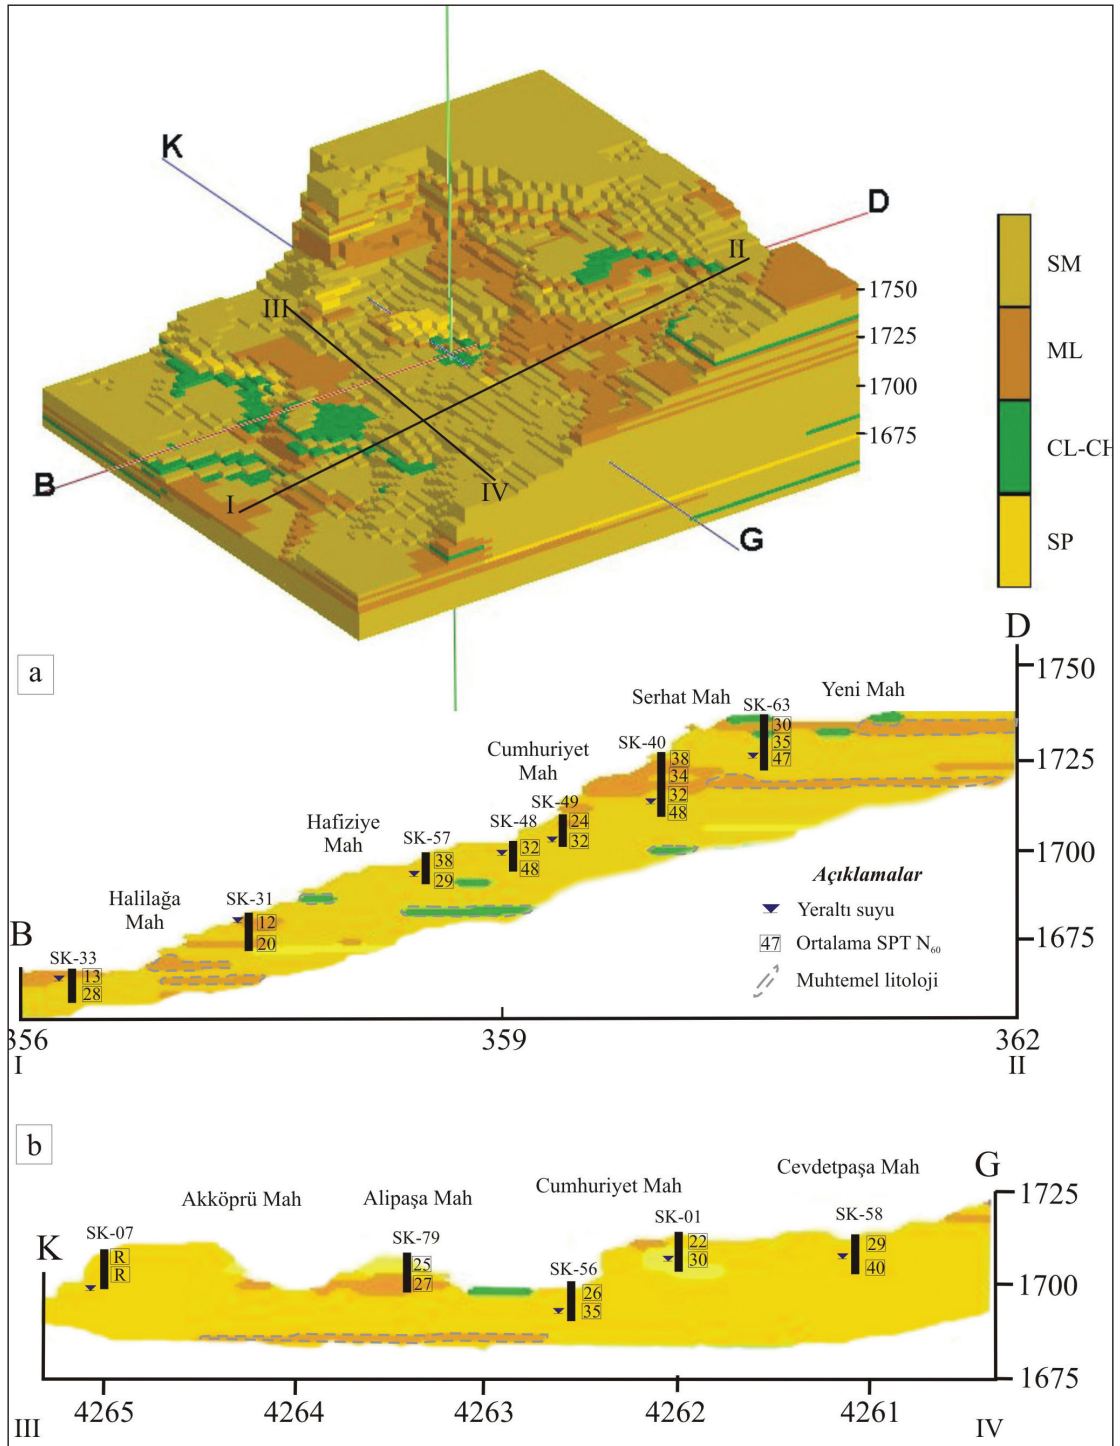 K
D
II
SM
1750
III
1725
ML
1700
1675
CL-CH
B
I
IV
G
SP
a
D
1750
Serhat Mah
Yeni Mah
SK-63
30
35
47
Cumhuriyet
Mah
SK-40
38
34
32
48
1725
SK-49
24
32
Hafiziye
Mah
SK-57
38
29
SK-48
32
48
1700
Açıklamalar
Yeraltı suyu
47 Ortalama SPT N60
Muhtemel litoloji
Halilağa
Mah
SK-31
12
20
1675
B
SK-33
13
28
356
359
362
I
II
b
Cevdetpaşa Mah
G
Akköprü Mah
Alipaşa Mah
Cumhuriyet Mah
1725
K
SK-07
R
R
SK-79
25
27
SK-56
26
35
SK-01
22
30
SK-58
29
40
1700
1675
4265
4264
4263
4262
4261
III
IV